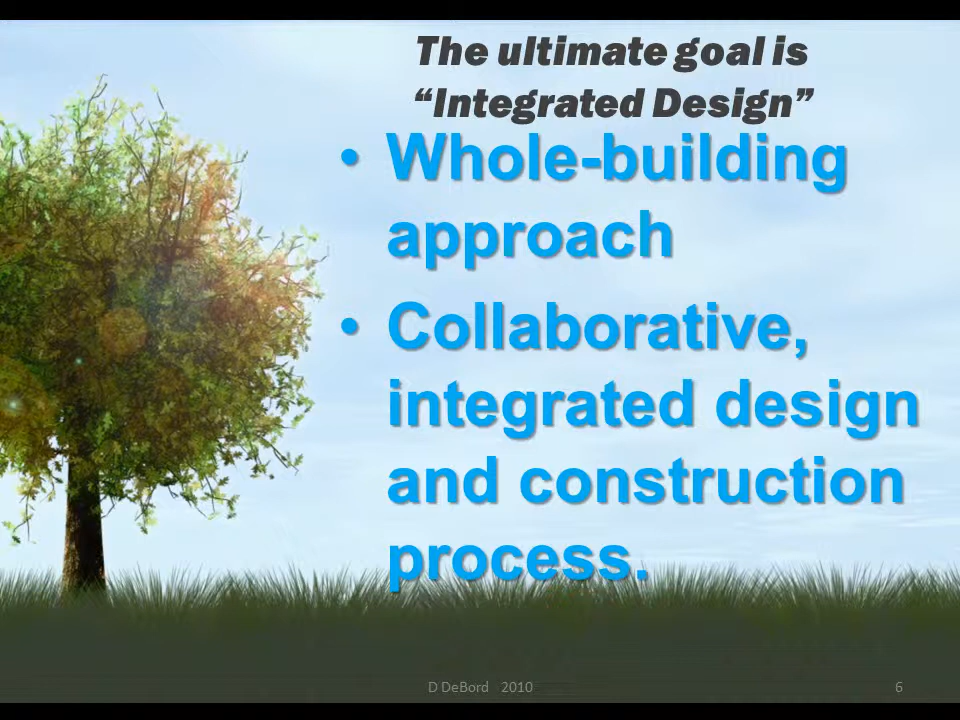 The ultimate goal is
“Integrated Design”
• Whole-building
approach
• Collaborative,
integrated design
and construction
process.
D DeBord 2010
6